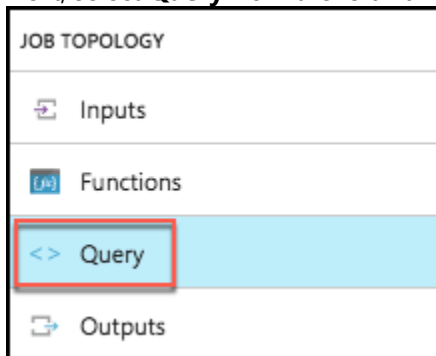 JOB TOPOLOGY
Inputs
Functions
<> Query
Outputs